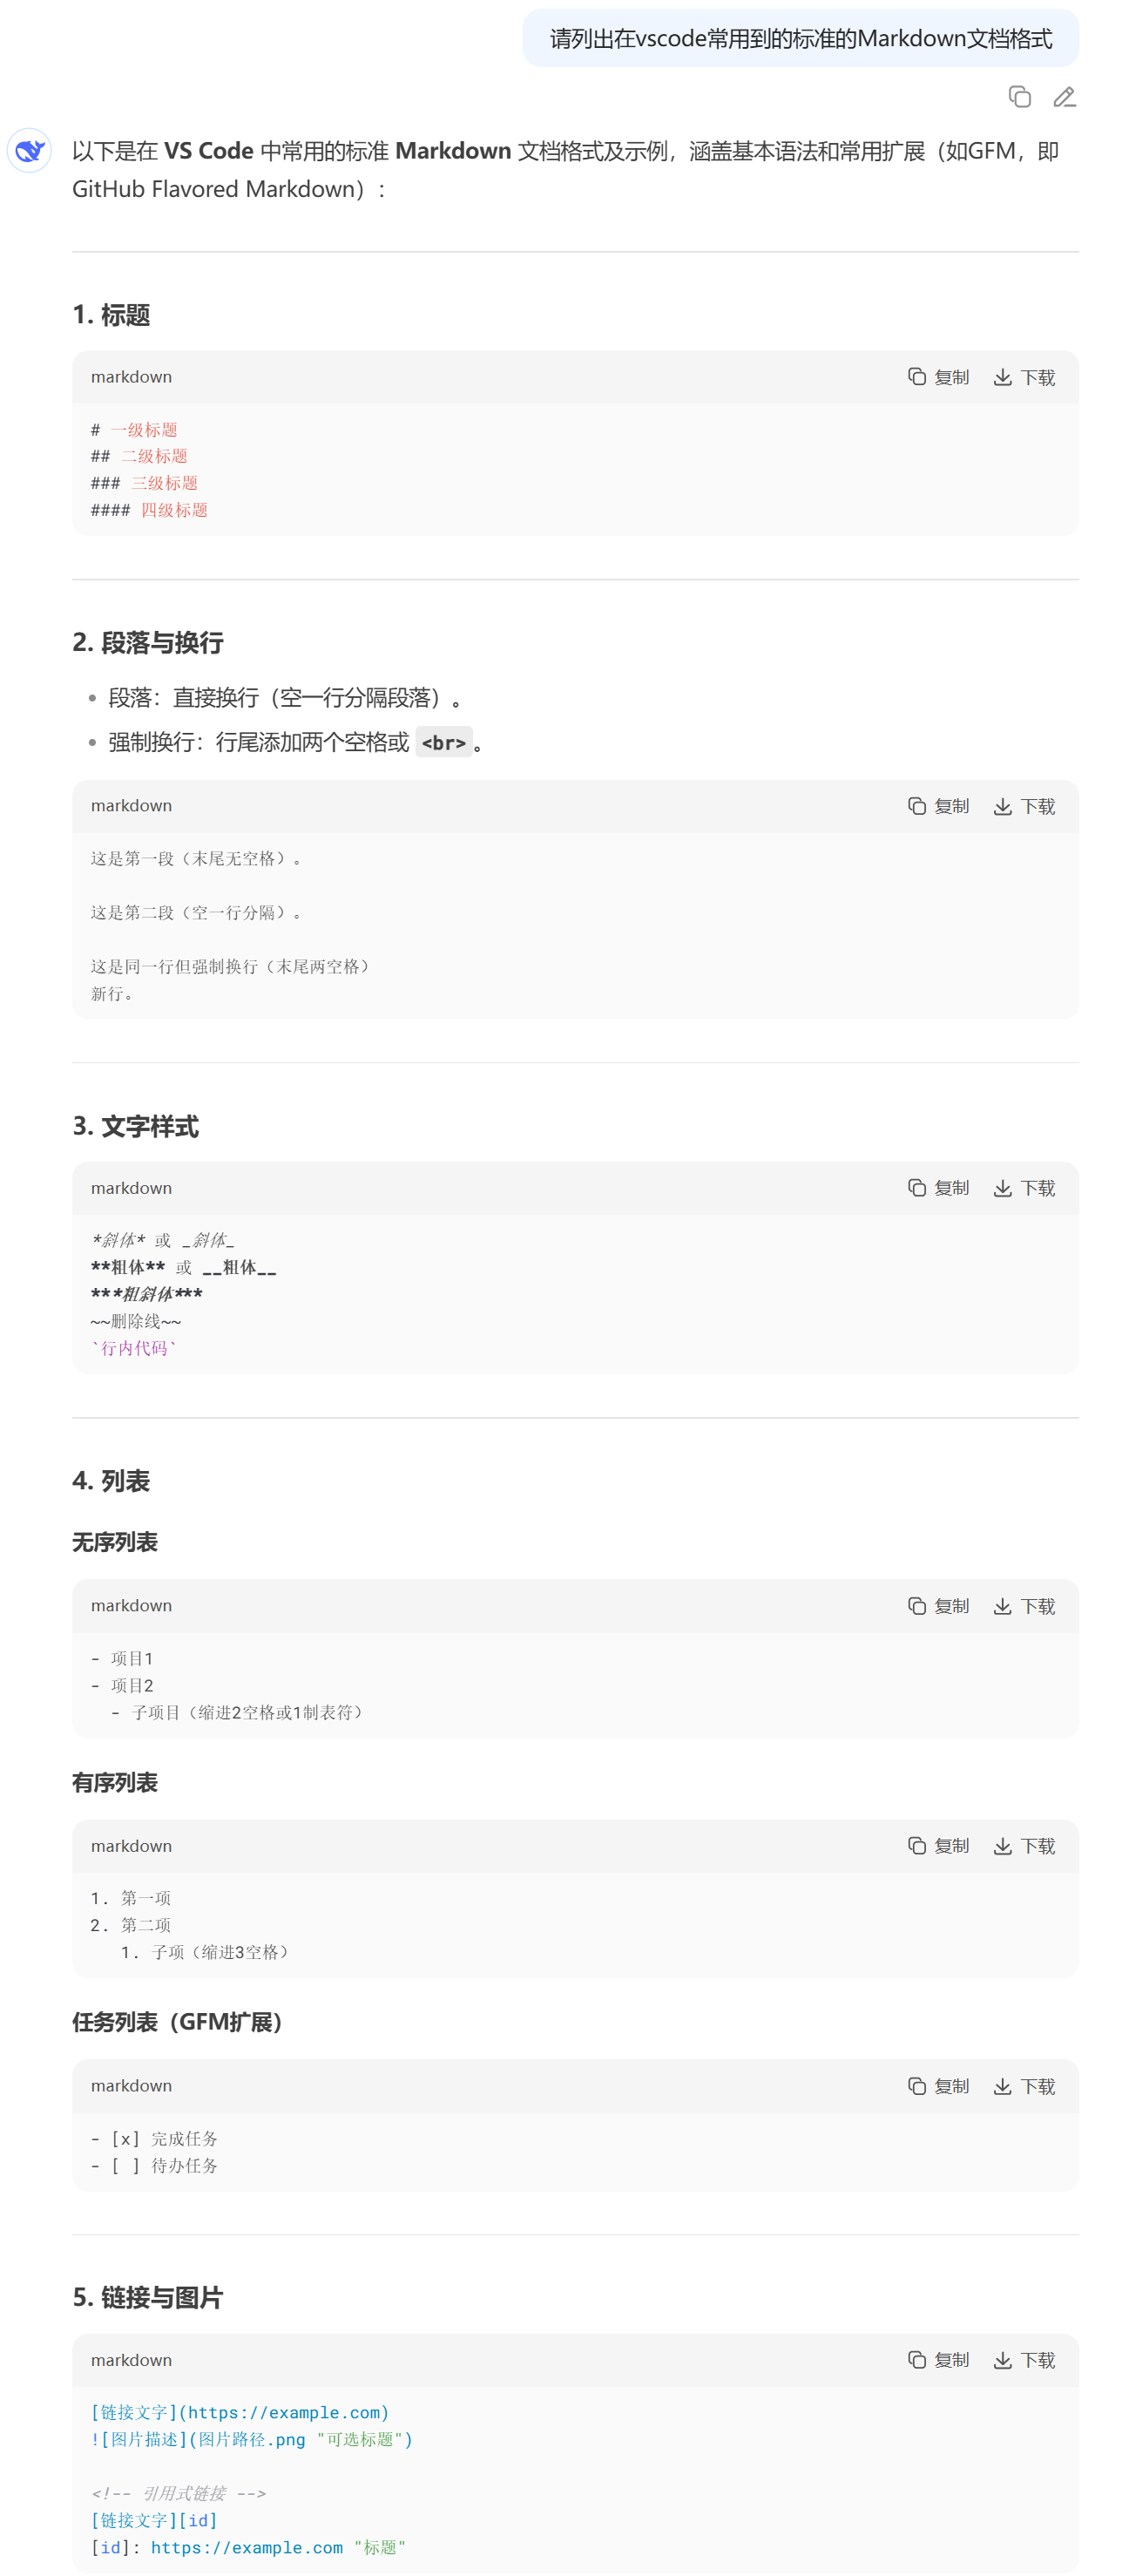 请列出在vscode常用到的标准的Markdown文档格式
以下是在 VS Code 中常用的标准 Markdown 文档格式及示例，涵盖基本语法和常用扩展（如GFM，即
GitHub Flavored Markdown）：
1. 标题
markdown 复制 下载
# 一级标题
## 二级标题
### 三级标题
#### 四级标题
2. 段落与换行
• 段落：直接换行（空一行分隔段落）。
• 强制换行：行尾添加两个空格或 <br>。
markdown 复制 下载
这是第一段（末尾无空格）。
这是第二段（空一行分隔）。
这是同一行但强制换行（末尾两空格）
新行。
3. 文字样式
markdown 复制 下载
*斜体* 或 _斜体_
**粗体** 或 __粗体__
***粗斜体***
~~删除线~~
`行内代码`
4. 列表
无序列表
markdown 复制 下载
- 项目1
- 项目2
  - 子项目（缩进2空格或1制表符）
有序列表
markdown 复制 下载
1. 第一项
2. 第二项
   1. 子项（缩进3空格）
任务列表（GFM扩展）
markdown 复制 下载
- [x] 完成任务
- [ ] 待办任务
5. 链接与图片
markdown 复制 下载
[链接文字](https://example.com)
![图片描述](图片路径.png "可选标题")
<!-- 引用式链接 -->
[链接文字][id]
[id]: https://example.com "标题"